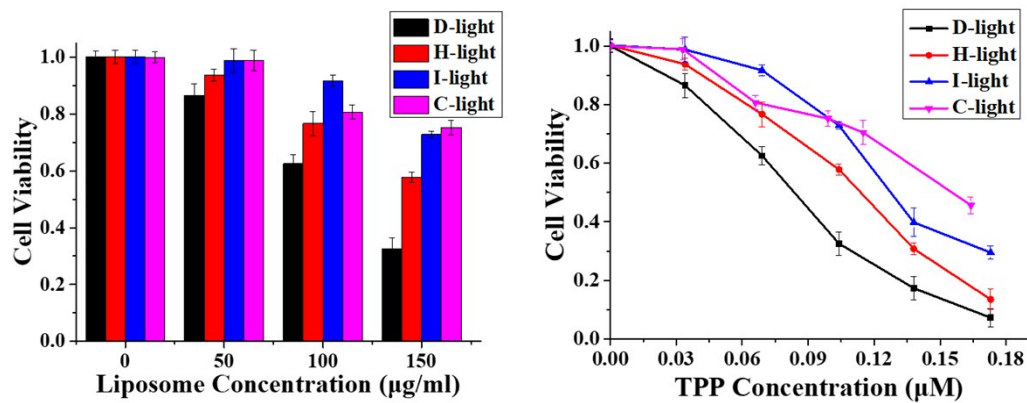 D-light
H-light
I-light
C-light
1.0
0.8
0.6
0.4
0.2
0.0
Cell Viability
0 50 100 150
Liposome Concentration (μg/ml)
D-light
H-light
I-light
C-light
1.0
0.8
0.6
0.4
0.2
0.0
Cell Viability
0.00 0.03 0.06 0.09 0.12 0.15 0.18
TPP Concentration (μM)